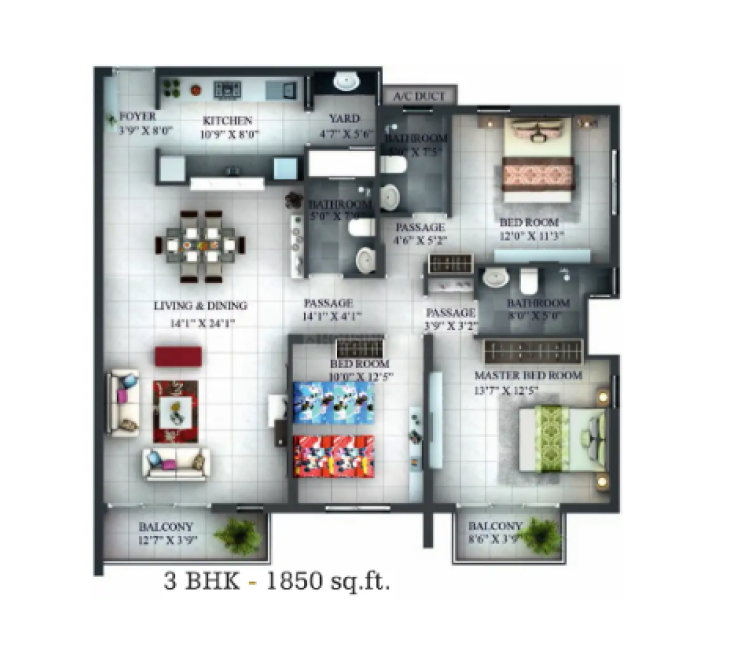 A/C DUCT
FOYER
3'9" X 8'0"
KITCHEN
10'9" X 8'0"
YARD
4'7" X 5'6"
BATHROOM
X 7'5"
BED ROOM
12'0" X 11'3"
BATHROOM
5'0" X
PASSAGE
4'6" X 5'2"
LIVING & DINING
14'1" X 24'1"
PASSAGE
14'1" X 4'1"
PASSAGE
3'9" X 3'2"
BATHROOM
8'0" X 5'0"
BED ROOM
10'0" X 12'5"
MASTER BED ROOM
13'7" X 12'5"
BALCONY
12'7" X 3'9"
BALCONY
8'6" X 3'9"
3 BHK - 1850 sq.ft.